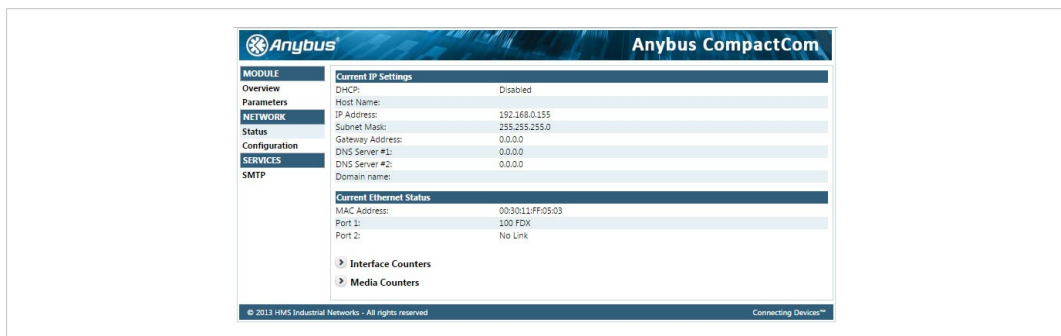 Anybus®
Anybus CompactCom
MODULE
Overview
Parameters
NETWORK
Status
Configuration
SERVICES
SMTP
Current IP Settings
DHCP: Disabled
Host Name:
IP Address: 192.168.0.155
Subnet Mask: 255.255.255.0
Gateway Address: 0.0.0.0
DNS Server #1: 0.0.0.0
DNS Server #2: 0.0.0.0
Domain name:
Current Ethernet Status
MAC Address: 00:30:11:FF:05:03
Port 1: 100 FDX
Port 2: No Link
Interface Counters
Media Counters
© 2013 HMS Industrial Networks - All rights reserved
Connecting Devices™